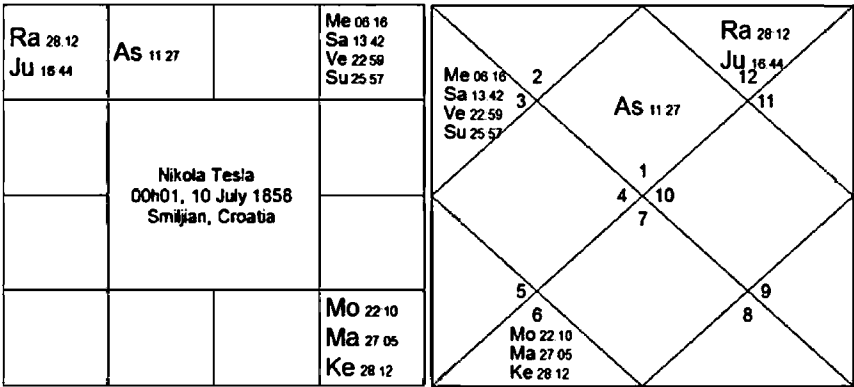 Ra 28.12
Ju 16 44
As 11 27
Me 06 16
Sa 13 42
Ve 22 59
Su 25 57
Nikola Tesla
00h01, 10 July 1858
Smiljian, Croatia
Mo 22 10
Ma 27 05
Ke 28 12
Ra 28 12
Ju 16 44
12
11
Me 06 16
Sa 13.42
Ve 22 59
Su 25 57
2
3
As 11 27
1
4 10
7
5
6
Mo 22 10
Ma 27 05
Ke 28 12
9
8